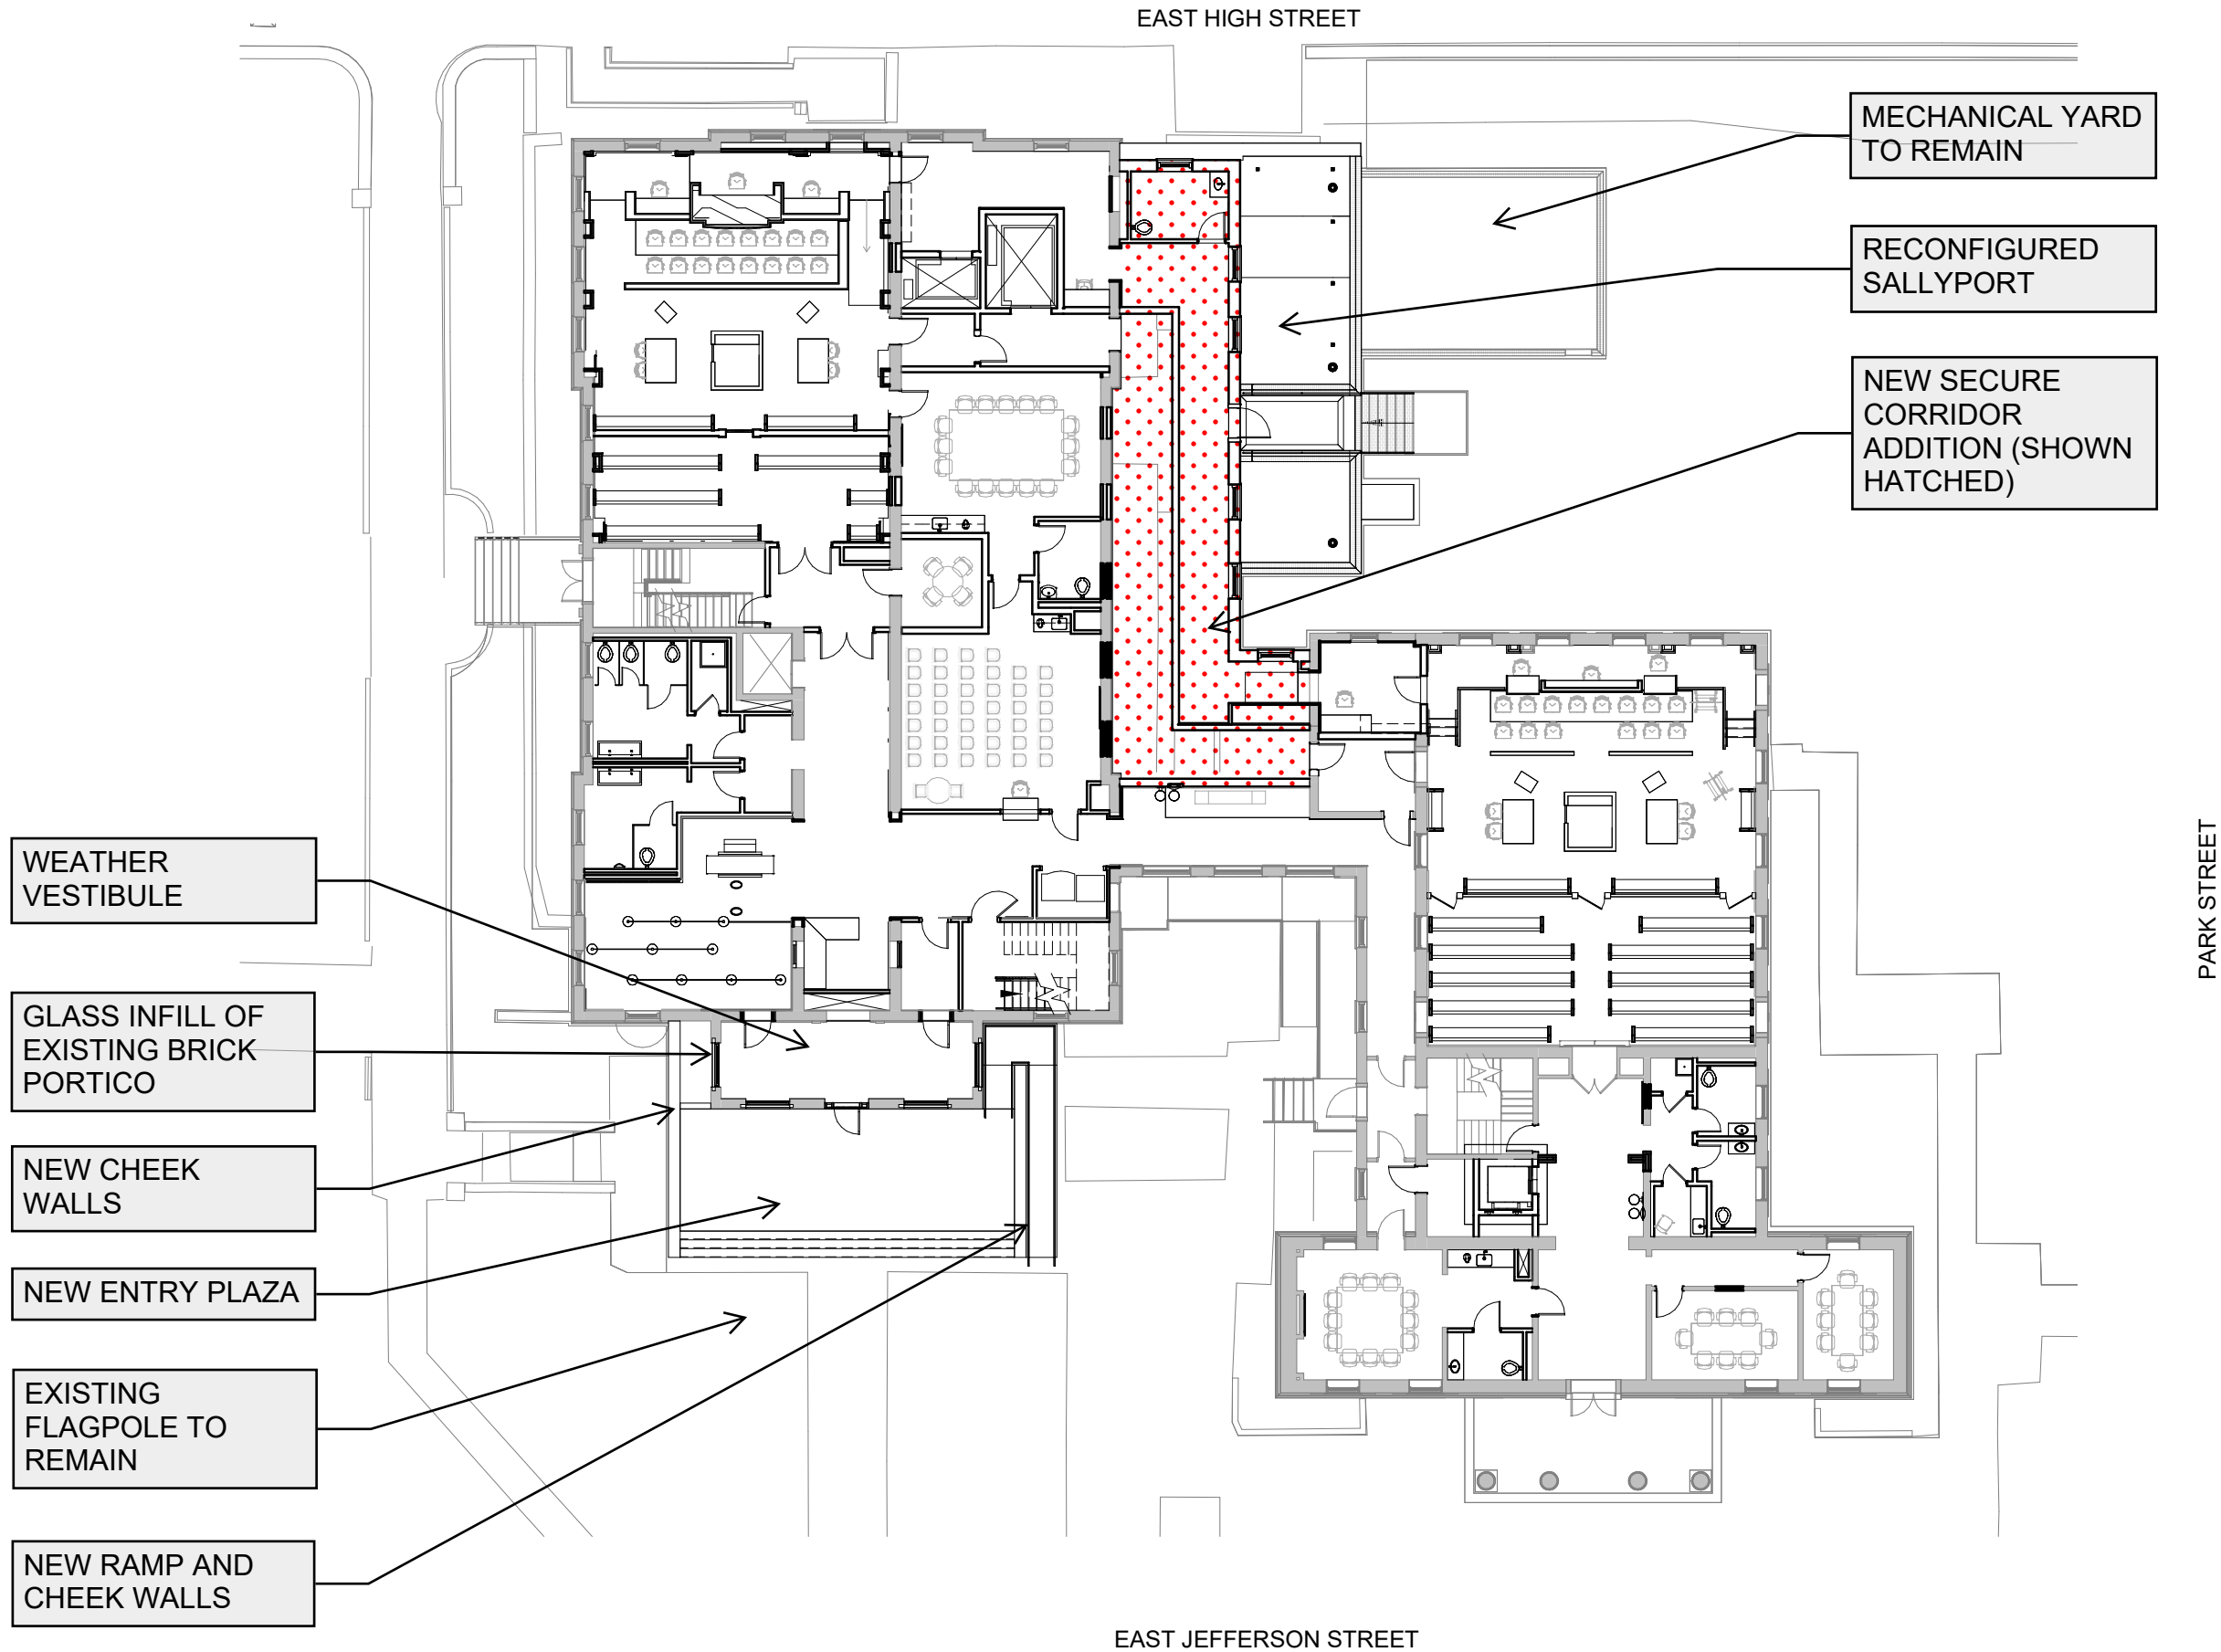 EAST HIGH STREET
MECHANICAL YARD
TO REMAIN
RECONFIGURED
SALLYPORT
NEW SECURE
CORRIDOR
ADDITION (SHOWN
HATCHED)
WEATHER
VESTIBULE
GLASS INFILL OF
EXISTING BRICK
PORTICO
NEW CHEEK
WALLS
NEW ENTRY PLAZA
EXISTING
FLAGPOLE TO
REMAIN
NEW RAMP AND
CHEEK WALLS
PARK STREET
EAST JEFFERSON STREET